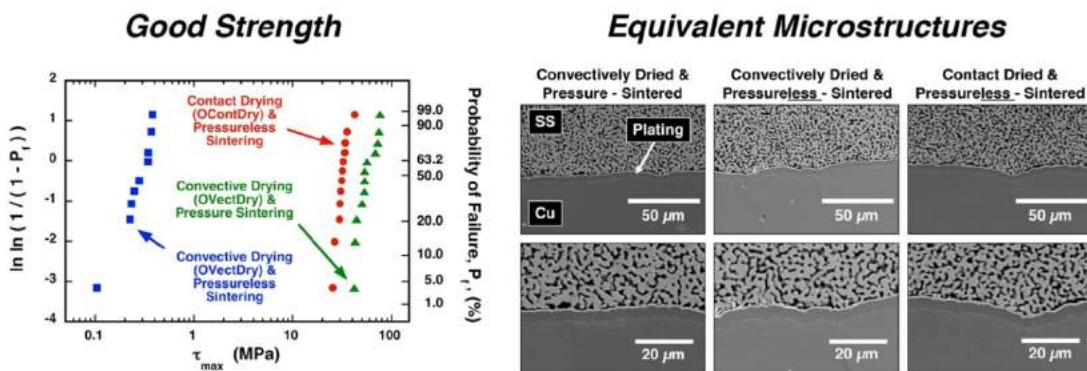 Good Strength
ln ln ( 1 / ( 1 - Pf ) )
2
1
0
-1
-2
-3
-4
Contact Drying
(OContDry) &
Pressureless
Sintering
Convective Drying
(OVectDry) &
Pressure Sintering
Convective Drying
(OVectDry) &
Pressureless
Sintering
99.0
90.0
63.2
50.0
20.0
10.0
5.0
1.0
Probability of Failure, Pf , (%)
0.1
1
10
100
τmax (MPa)
Equivalent Microstructures
Convectively Dried &
Pressure - Sintered
Convectively Dried &
Pressureless - Sintered
Contact Dried &
Pressureless - Sintered
SS
Plating
Cu
50 µm
50 µm
50 µm
20 µm
20 µm
20 µm